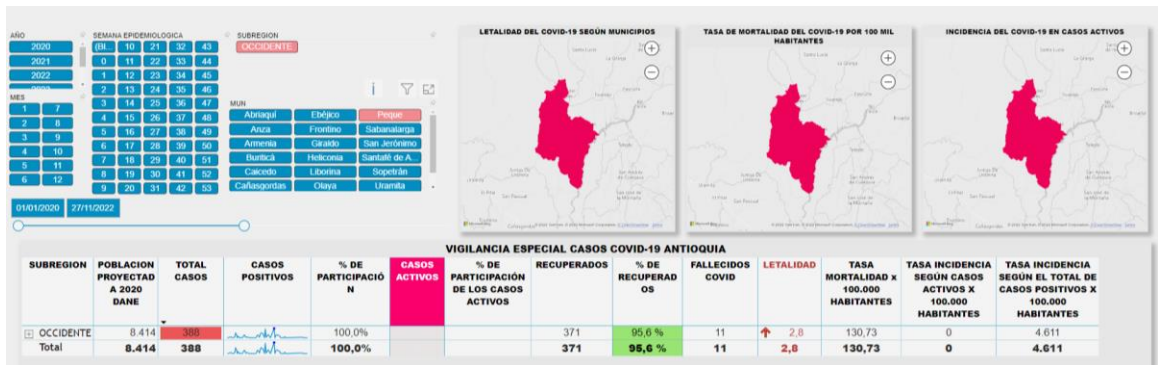 AÑO
2020
2021
2022
MES
1 7
2 8
3 9
4 10
5 11
6 12
SEMANA EPIDEMIOLOGICA
(Bl... 10 21 32 43
0 11 22 33 44
1 12 23 34 45
2 13 24 35 46
3 14 25 36 47
4 15 26 37 48
5 16 27 38 49
6 17 28 39 50
7 18 29 40 51
8 19 30 41 52
9 20 31 42 53
SUBREGION
OCCIDENTE
MUN
Abriaquí Ebéjico Peque
Anza Frontino Sabanalarga
Armenia Giraldo San Jerónimo
Buriticá Heliconia Santafé de A...
Caicedo Liborina Sopetrán
Cañasgordas Olaya Uramita
01/01/2020 27/11/2022
LETALIDAD DEL COVID-19 SEGÚN MUNICIPIOS
TASA DE MORTALIDAD DEL COVID-19 POR 100 MIL
HABITANTES
INCIDENCIA DEL COVID-19 EN CASOS ACTIVOS
VIGILANCIA ESPECIAL CASOS COVID-19 ANTIOQUIA
SUBREGION
POBLACION
PROYECTAD
A 2020
DANE
TOTAL
CASOS
CASOS
POSITIVOS
% DE
PARTICIPACIÓ
N
CASOS
ACTIVOS
% DE
PARTICIPACIÓN
DE LOS CASOS
ACTIVOS
RECUPERADOS
% DE
RECUPERAD
OS
FALLECIDOS
COVID
LETALIDAD
TASA
MORTALIDAD x
100.000
HABITANTES
TASA INCIDENCIA
SEGÚN CASOS
ACTIVOS X
100.000
HABITANTES
TASA INCIDENCIA
SEGÚN EL TOTAL DE
CASOS POSITIVOS X
100.000
HABITANTES
OCCIDENTE 8.414 388 100,0% 371 95,6 % 11 2,8 130,73 0 4.611
Total 8.414 388 100,0% 371 95,6 % 11 2,8 130,73 0 4.611